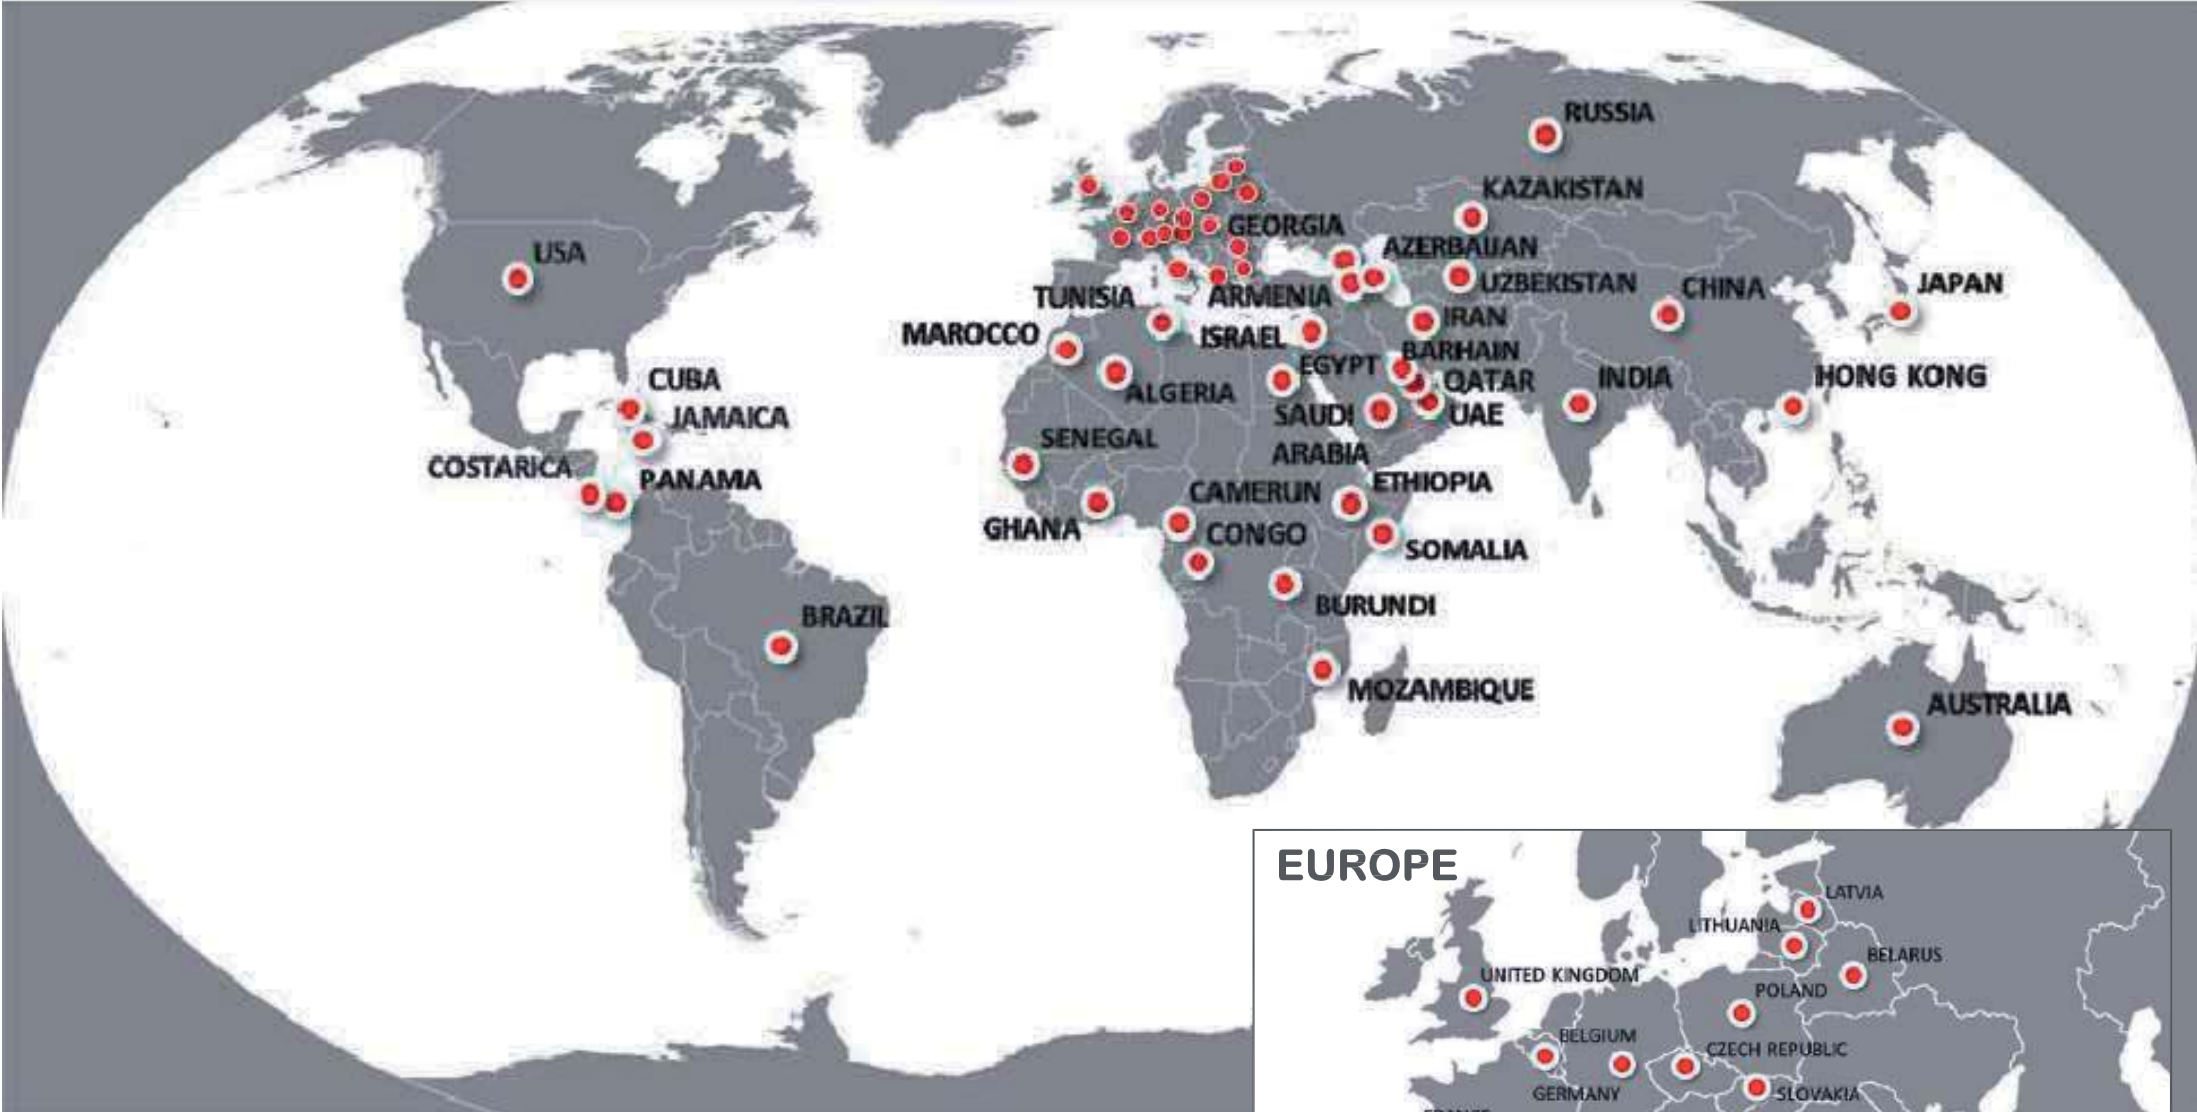 RUSSIA
KAZAKISTAN
GEORGIA
AZERBAIJAN
USA
UZBEKISTAN
CHINA
JAPAN
TUNISIA
ARMENIA
IRAN
MAROCCO
ISRAEL
BARHAIN
EGYPT
CUBA
QATAR
INDIA
HONG KONG
ALGERIA
JAMAICA
SAUDI
ARABIA
UAE
SENEGAL
COSTARICA
PANAMA
ETHIOPIA
CAMERUN
GHANA
CONGO
SOMALIA
BURUNDI
BRAZIL
MOZAMBIQUE
AUSTRALIA
EUROPE
LATVIA
LITHUANIA
BELARUS
UNITED KINGDOM
POLAND
BELGIUM
CZECH REPUBLIC
GERMANY
SLOVAKIA